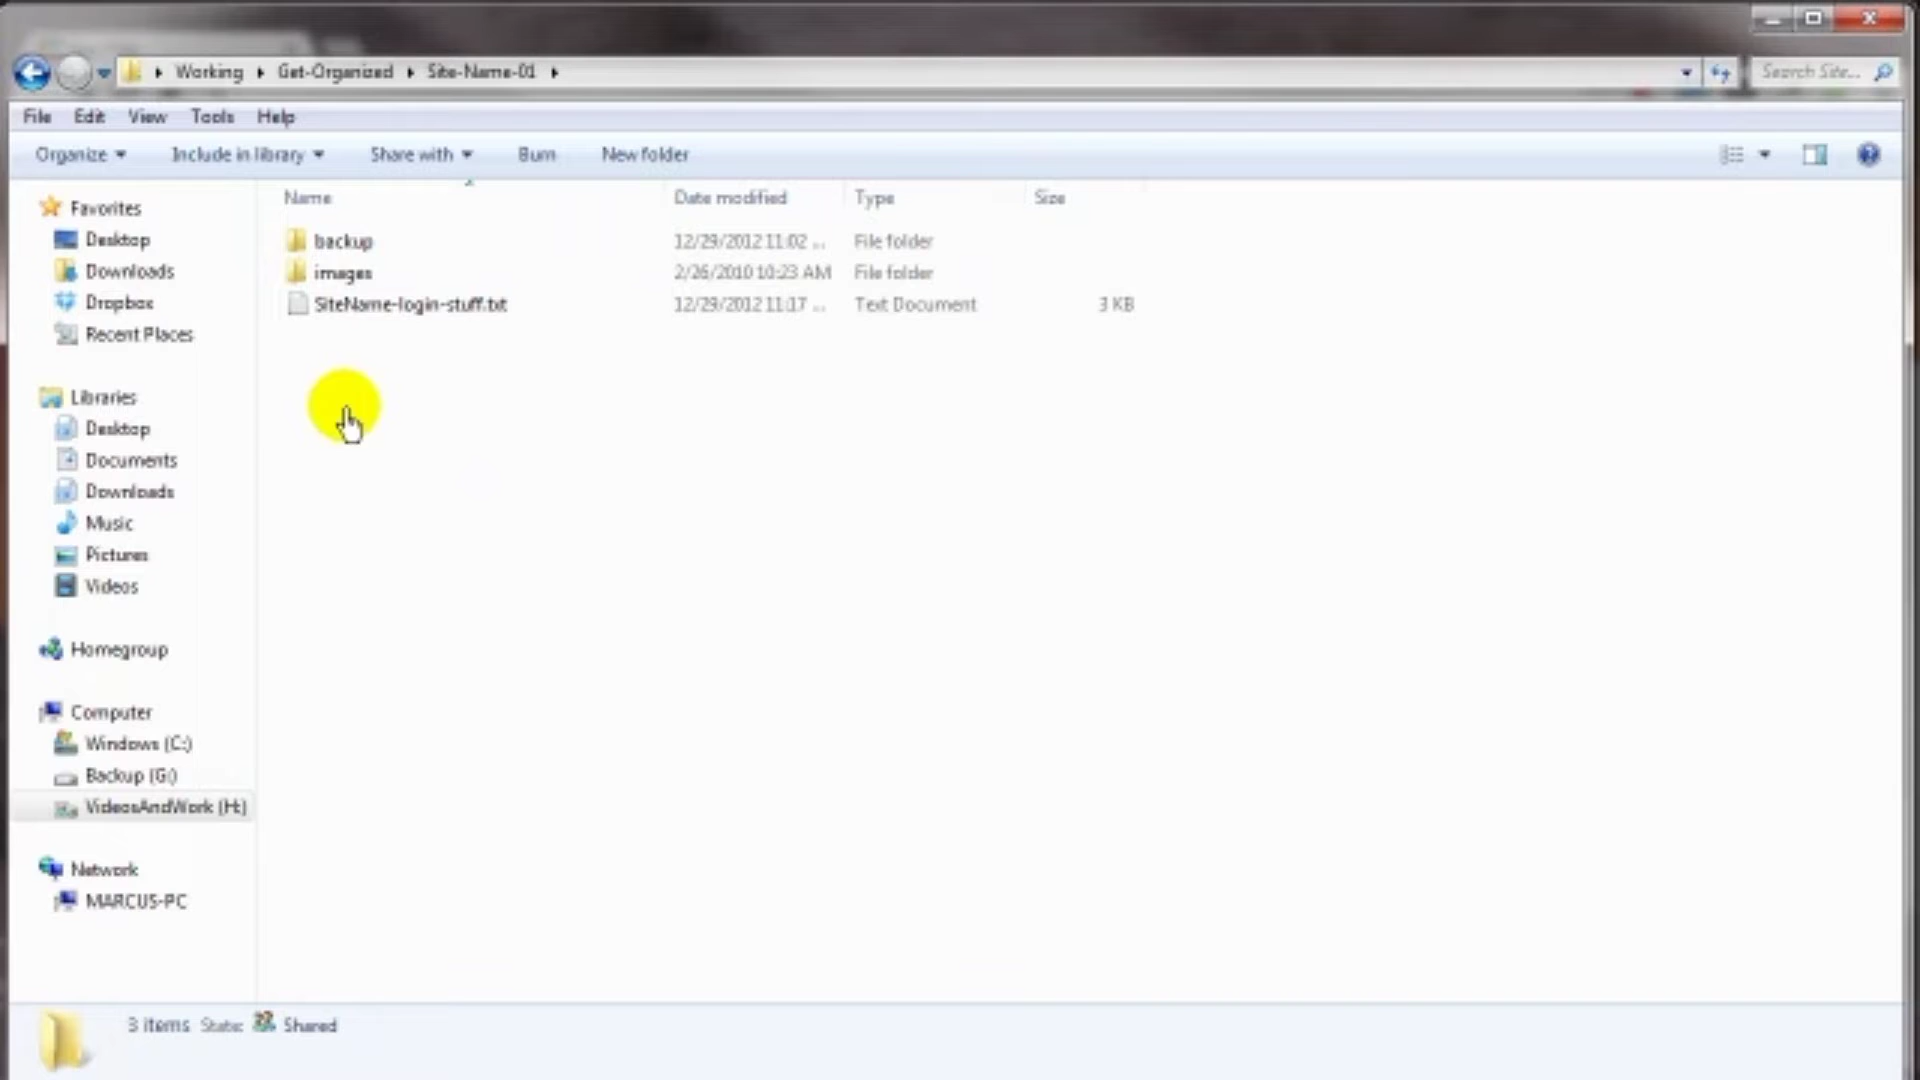 Working Get-Organized Site-Name-01 Search Site...
File Edit View Tools Help
Organize Include in library Share with Burn New folder
Name Date modified Type Size
backup 12/29/2012 11:02 ... File folder
images 2/26/2010 10:23 AM File folder
SiteName-login-stuff.txt 12/29/2012 11:17 ... Text Document 3 KB
Favorites
Desktop
Downloads
Dropbox
Recent Places
Libraries
Desktop
Documents
Downloads
Music
Pictures
Videos
Homegroup
Computer
Windows (C:)
Backup (G:)
VideosAndWork (H:)
Network
MARCUS-PC
3 items State: Shared